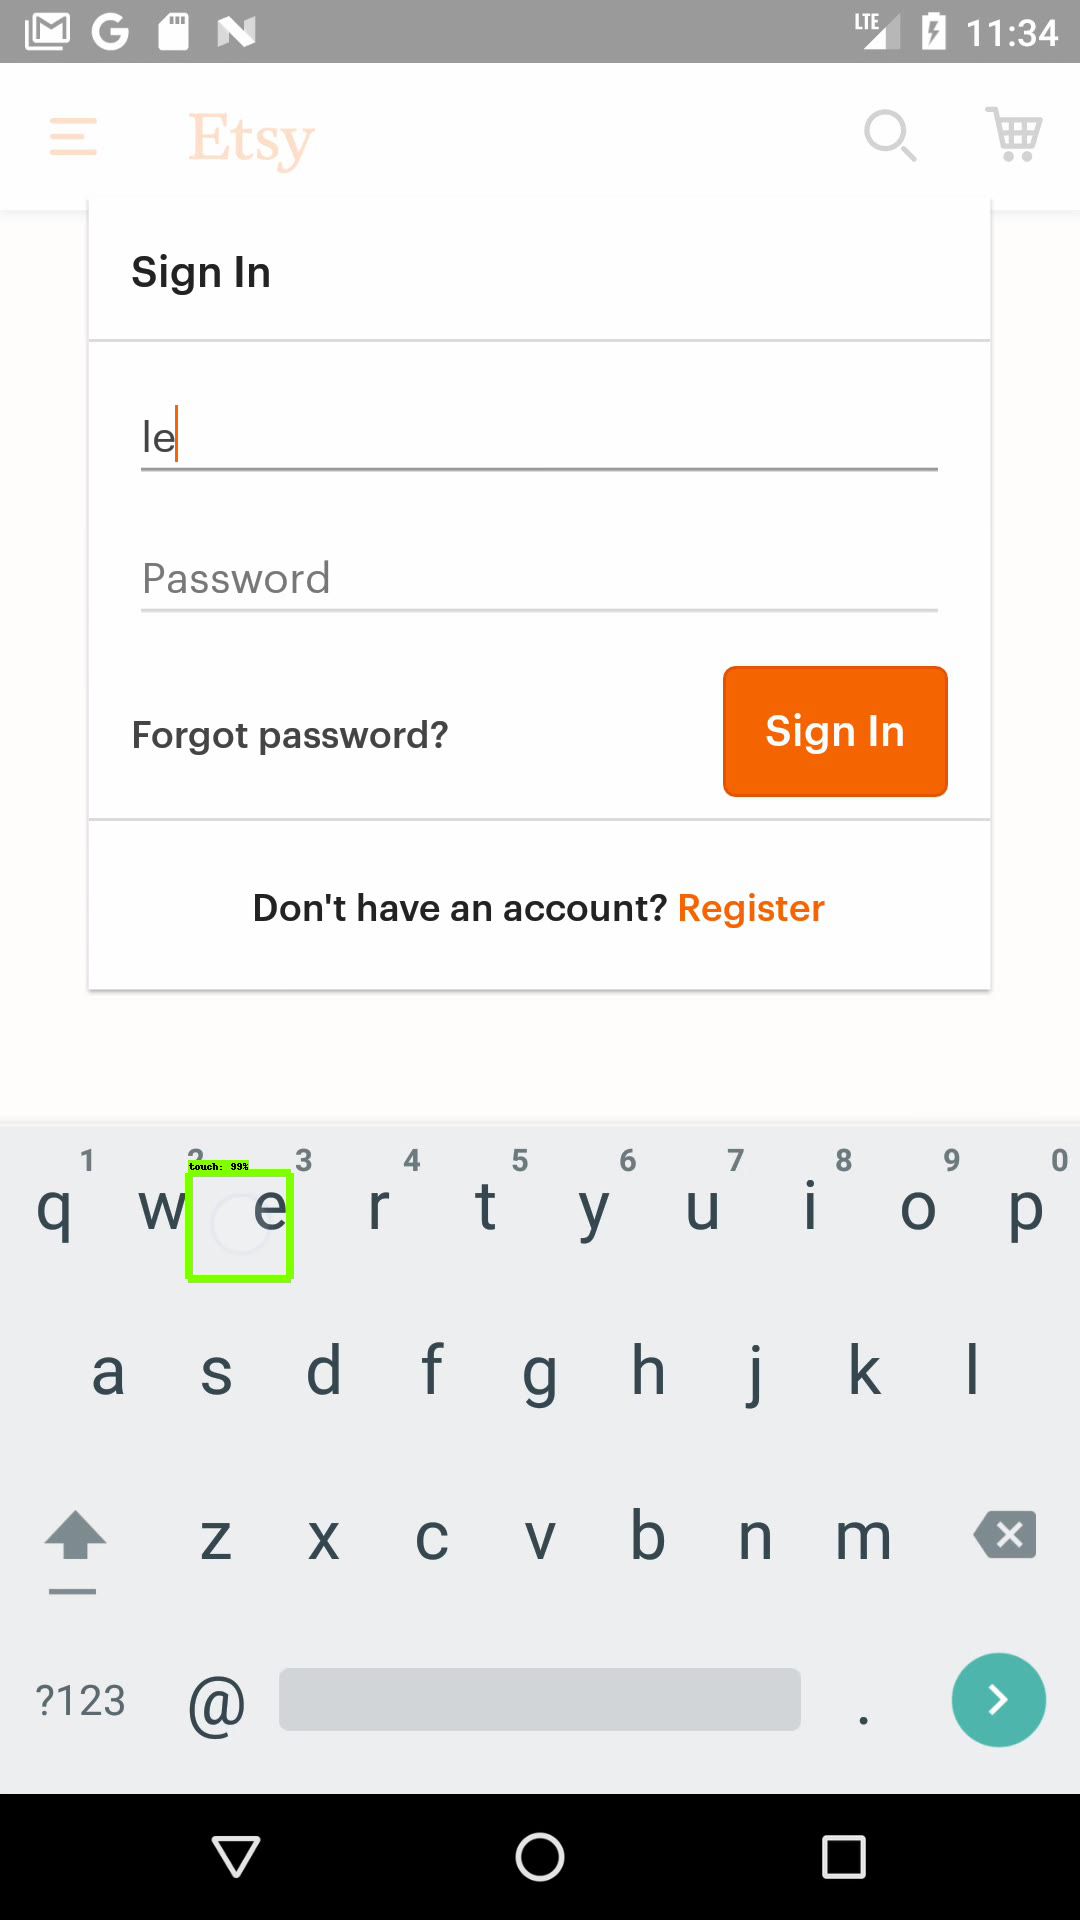 LTE 11:34
Etsy
Sign In
le
Password
Forgot password?
Sign In
Don't have an account? Register
1 2 3 4 5 6 7 8 9 0
touch: 99%
q w e r t y u i o p
a s d f g h j k l
z x c v b n m
?123 @ .